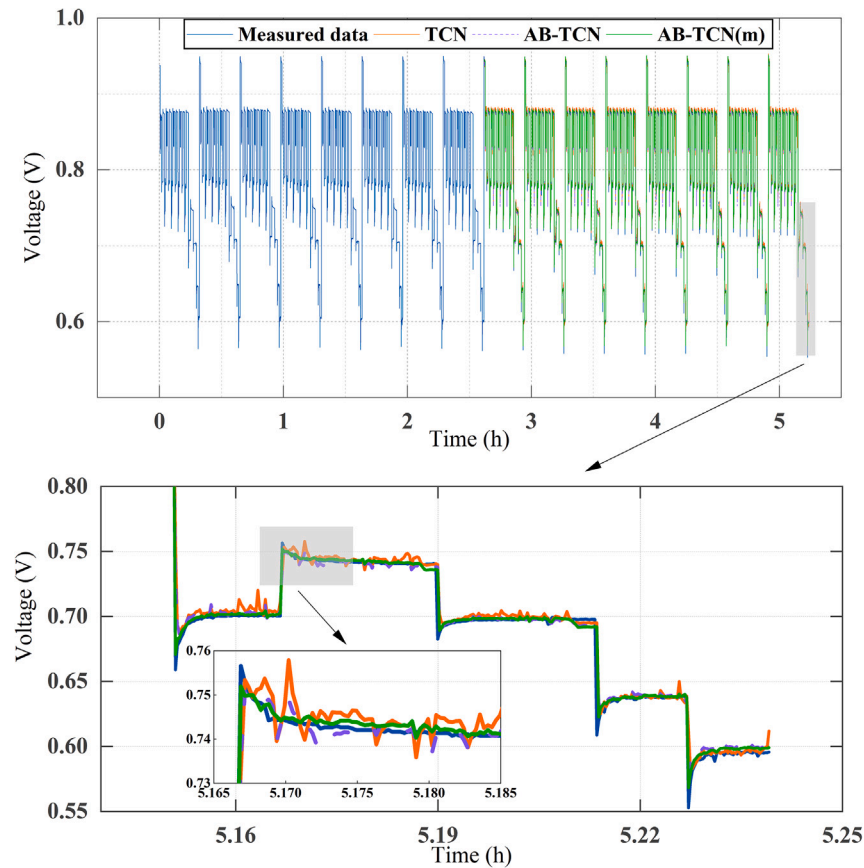 Measured data TCN AB-TCN AB-TCN(m)
1.0
0.8
0.6
Voltage (V)
0 1 2 3 4 5
Time (h)
0.80
0.75
0.70
0.65
0.60
0.55
Voltage (V)
0.76
0.75
0.74
0.73
5.165 5.170 5.175 5.180 5.185
5.16 5.19 5.22 5.25
Time (h)